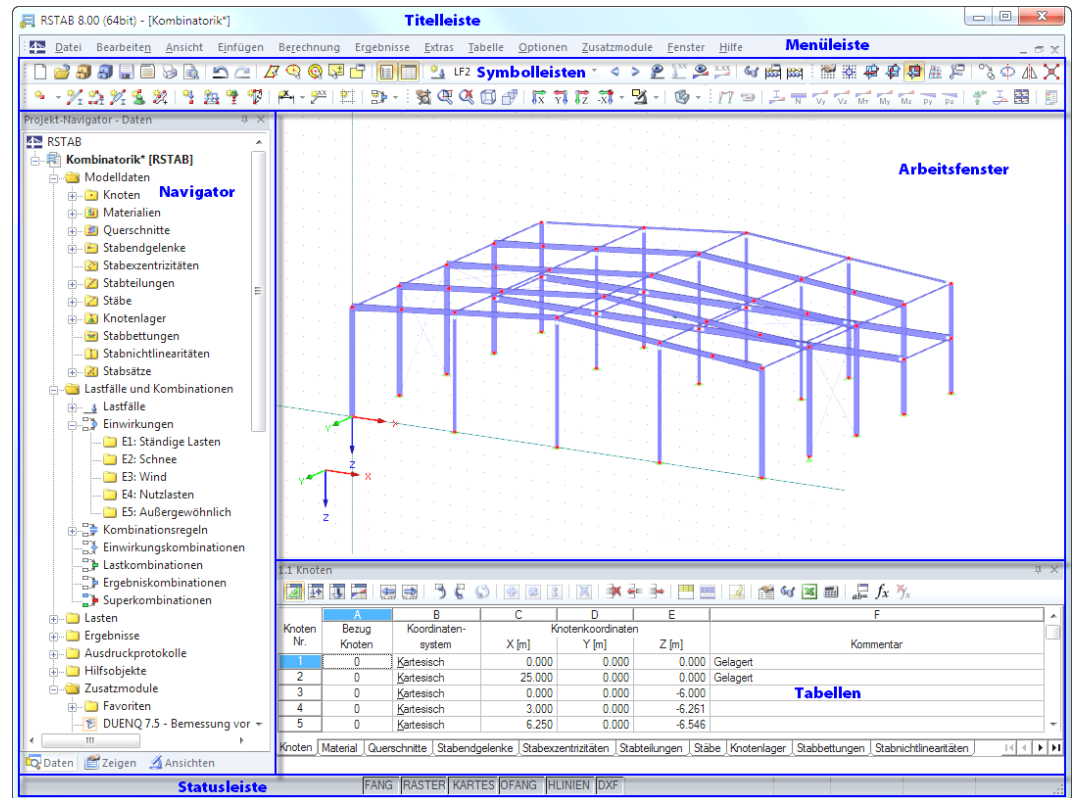 RSTAB 8.00 (64bit) - [Kombinatorik*]
Titelleiste
Datei Bearbeiten Ansicht Einfügen Berechnung Ergebnisse Extras Tabelle Optionen Zusatzmodule Fenster Hilfe
Menüleiste
LF2 Symbolleisten
Projekt-Navigator - Daten
RSTAB
Kombinatorik* [RSTAB]
Modelldaten
Knoten
Navigator
Materialien
Querschnitte
Stabendgelenke
Stabexzentrizitäten
Stabteilungen
Stäbe
Knotenlager
Stabbettungen
Stabnichtlinearitäten
Stabsätze
Lastfälle und Kombinationen
Lastfälle
Einwirkungen
E1: Ständige Lasten
E2: Schnee
E3: Wind
E4: Nutzlasten
E5: Außergewöhnlich
Kombinationsregeln
Einwirkungskombinationen
Lastkombinationen
Ergebniskombinationen
Superkombinationen
Lasten
Ergebnisse
Ausdruckprotokolle
Hilfsobjekte
Zusatzmodule
Favoriten
DUENQ 7.5 - Bemessung vor
Daten Zeigen Ansichten
Arbeitsfenster
Y X
Z
Y X
Z
1.1 Knoten
A B C D E F
Knoten Bezug Koordinaten- Knotenkoordinaten
Nr. Knoten system X [m] Y [m] Z [m] Kommentar
1 0 Kartesisch 0.000 0.000 0.000 Gelagert
2 0 Kartesisch 25.000 0.000 0.000 Gelagert
3 0 Kartesisch 0.000 0.000 -6.000
Tabellen
4 0 Kartesisch 3.000 0.000 -6.261
5 0 Kartesisch 6.250 0.000 -6.546
Knoten Material Querschnitte Stabendgelenke Stabexzentrizitäten Stabteilungen Stäbe Knotenlager Stabbettungen Stabnichtlinearitäten
Statusleiste
FANG RASTER KARTES OFANG HLINIEN DXF